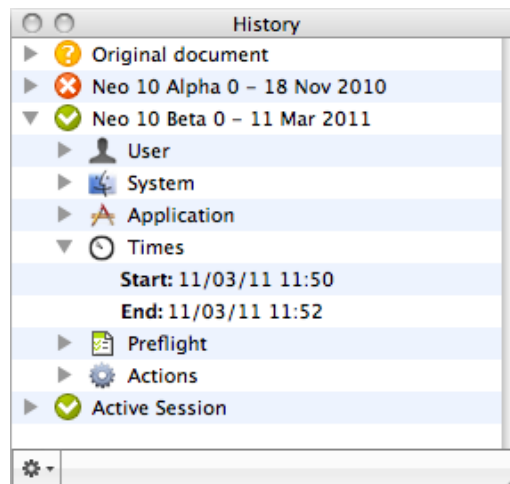 History
Original document
Neo 10 Alpha 0 – 18 Nov 2010
Neo 10 Beta 0 – 11 Mar 2011
User
System
Application
Times
Start: 11/03/11 11:50
End: 11/03/11 11:52
Preflight
Actions
Active Session